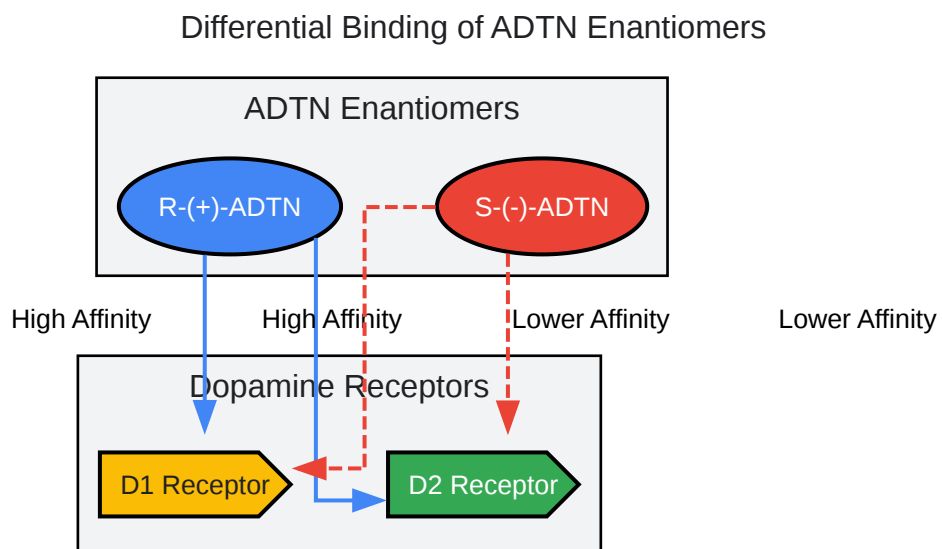 Differential Binding of ADTN Enantiomers
ADTN Enantiomers
R-(+)-ADTN
S-(-)-ADTN
High Affinity
High Affinity
Lower Affinity
Lower Affinity
Dopamine Receptors
D1 Receptor
D2 Receptor